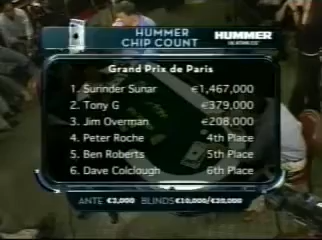 HUMMER
CHIP COUNT
HUMMER
Grand Prix de Paris
1. Surinder Sunar €1,467,000
2. Tony G €379,000
3. Jim Overman €208,000
4. Peter Roche 4th Place
5. Ben Roberts 5th Place
6. Dave Colclough 6th Place
ANTE €2,000 BLINDS €10,000/€20,000